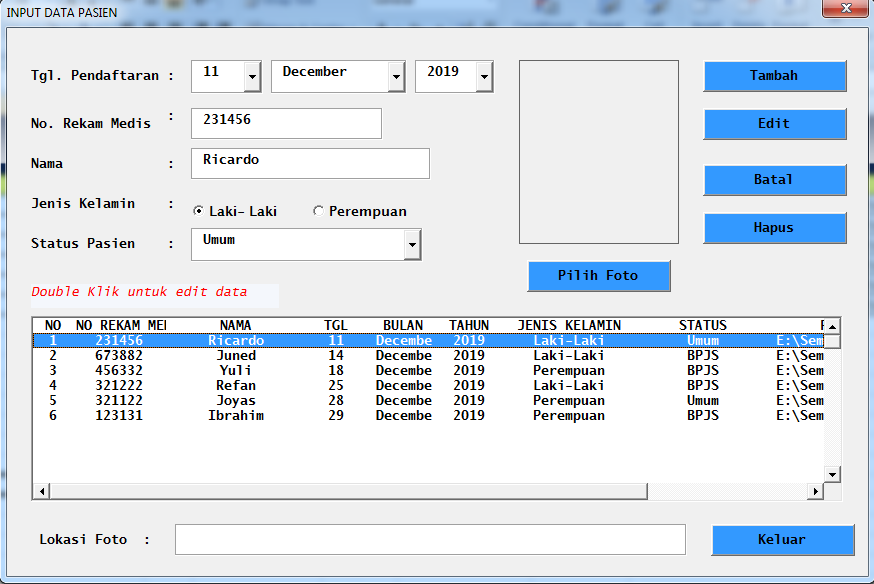 INPUT DATA PASIEN
Tgl. Pendaftaran : 11 December 2019 Tambah
No. Rekam Medis : 231456 Edit
Nama : Ricardo
Batal
Jenis Kelamin : Laki- Laki Perempuan
Hapus
Status Pasien : Umum
Pilih Foto
Double Klik untuk edit data
NO NO REKAM MEI NAMA TGL BULAN TAHUN JENIS KELAMIN STATUS
1 231456 Ricardo 11 Decembe 2019 Laki-Laki Umum E:\Sem
2 673882 Juned 14 Decembe 2019 Laki-Laki BPJS E:\Sem
3 456332 Yuli 18 Decembe 2019 Perempuan BPJS E:\Sem
4 321222 Refan 25 Decembe 2019 Laki-Laki BPJS E:\Sem
5 321122 Joyas 28 Decembe 2019 Perempuan Umum E:\Sem
6 123131 Ibrahim 29 Decembe 2019 Perempuan BPJS E:\Sem
Lokasi Foto : Keluar